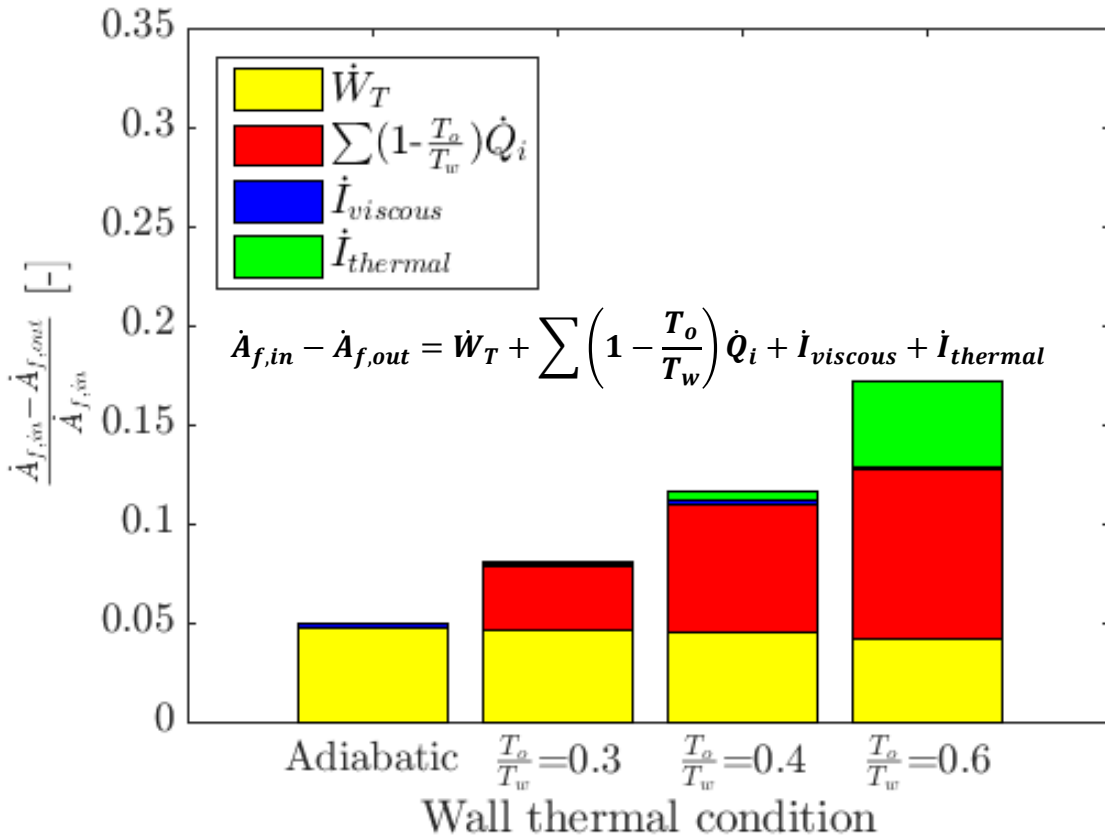 0.35
0.3
0.25
0.2
0.15
0.1
0.05
0
Ẇ_T
∑(1-T_o/T_w)Q̇_i
İ_viscous
İ_thermal
(Ȧ_f,in − Ȧ_f,out)/Ȧ_f,in [-]
Ȧ_f,in − Ȧ_f,out = Ẇ_T + ∑(1 − T_o/T_w) Q̇_i + İ_viscous + İ_thermal
Adiabatic T_o/T_w=0.3 T_o/T_w=0.4 T_o/T_w=0.6
Wall thermal condition